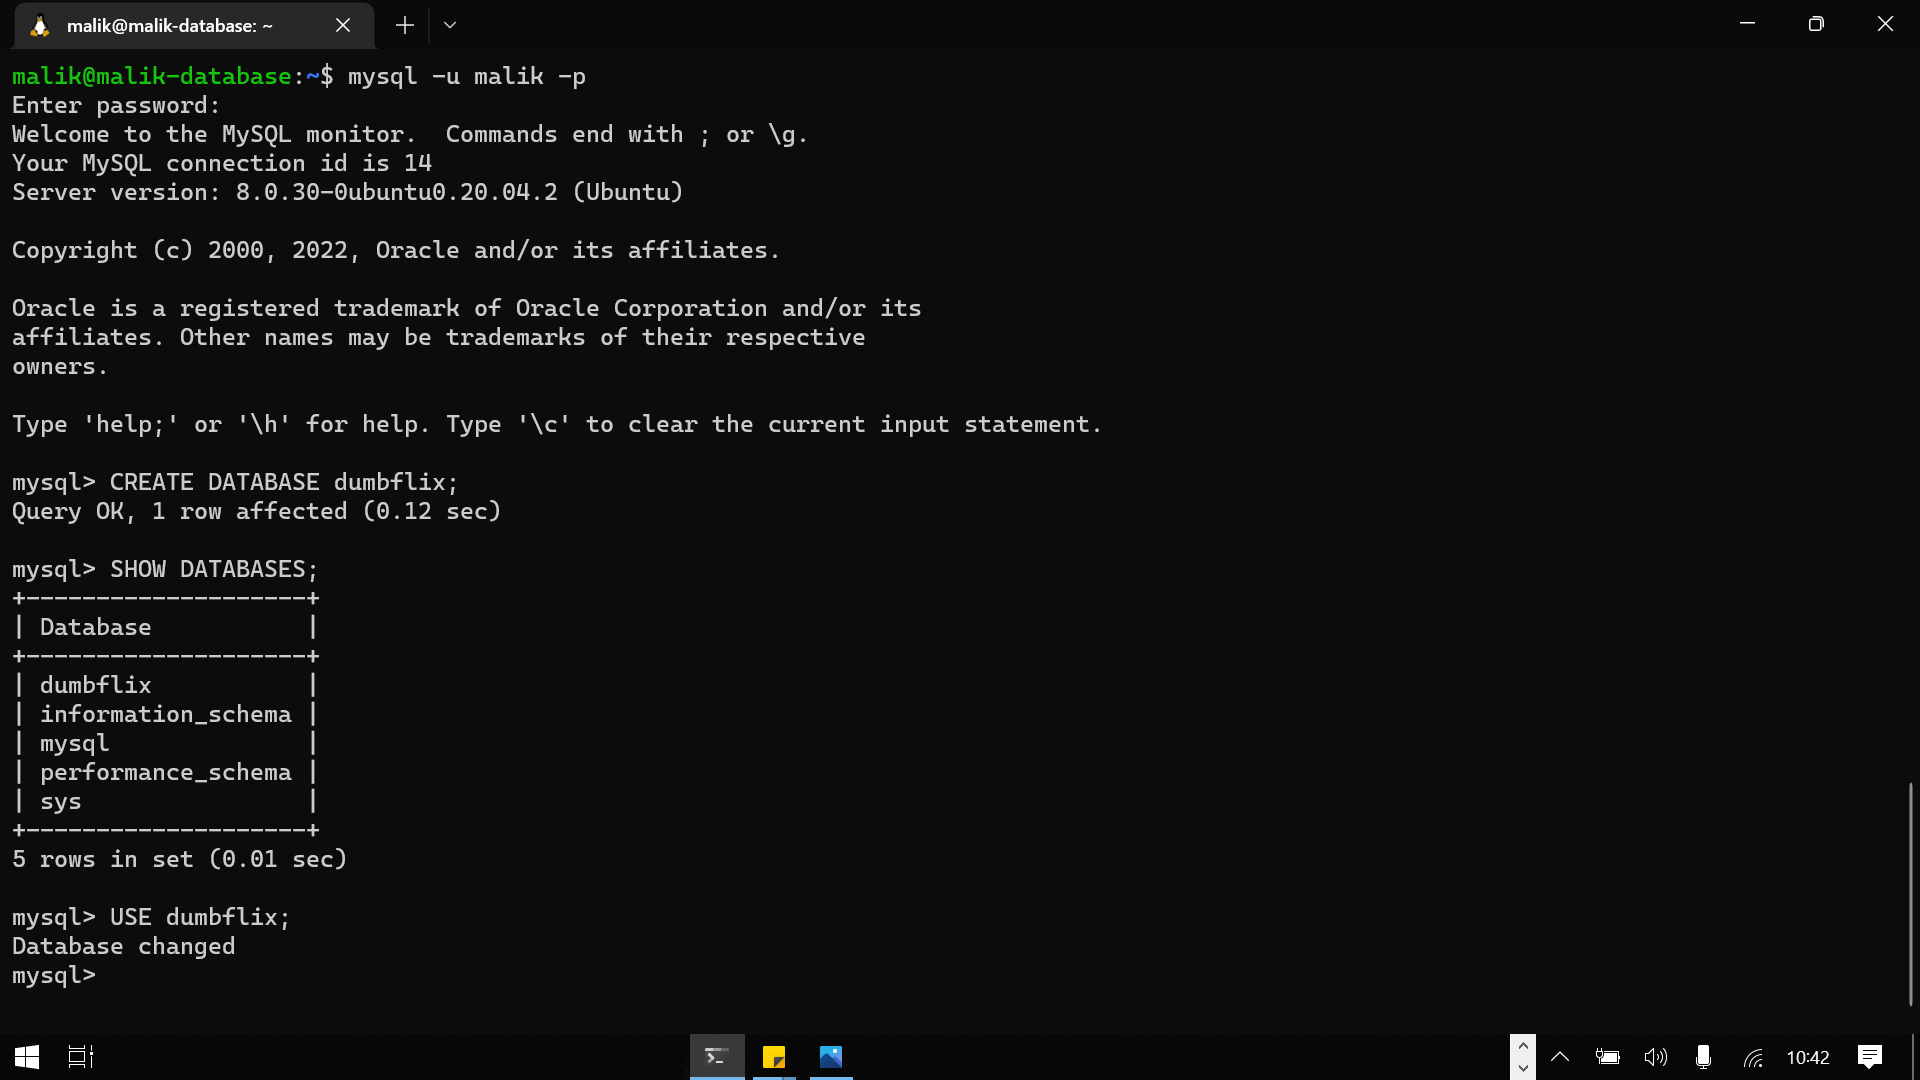 malik@malik-database: ~
malik@malik-database:~$ mysql -u malik -p
Enter password:
Welcome to the MySQL monitor.  Commands end with ; or \g.
Your MySQL connection id is 14
Server version: 8.0.30-0ubuntu0.20.04.2 (Ubuntu)

Copyright (c) 2000, 2022, Oracle and/or its affiliates.

Oracle is a registered trademark of Oracle Corporation and/or its
affiliates. Other names may be trademarks of their respective
owners.

Type 'help;' or '\h' for help. Type '\c' to clear the current input statement.

mysql> CREATE DATABASE dumbflix;
Query OK, 1 row affected (0.12 sec)

mysql> SHOW DATABASES;
+--------------------+
| Database           |
+--------------------+
| dumbflix           |
| information_schema |
| mysql              |
| performance_schema |
| sys                |
+--------------------+
5 rows in set (0.01 sec)

mysql> USE dumbflix;
Database changed
mysql>
10:42